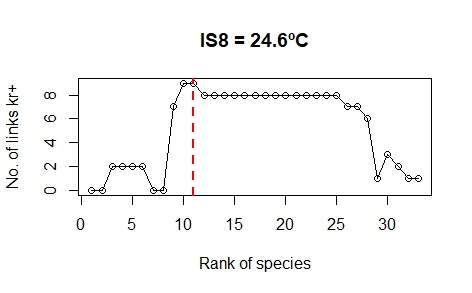 IS8 = 24.6ºC
No. of links kr+
8
6
4
2
0
0 5 10 15 20 25 30
Rank of species